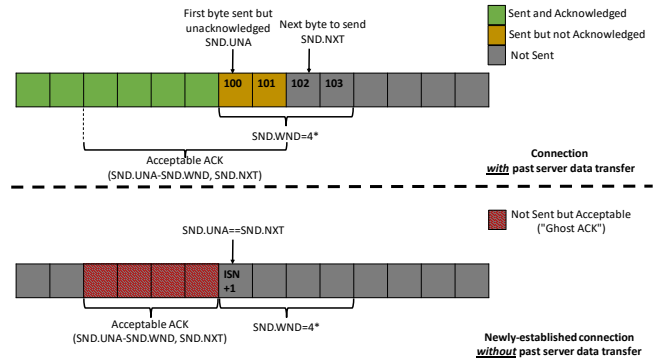 First byte sent but
unacknowledged
SND.UNA
Next byte to send
SND.NXT
Sent and Acknowledged
Sent but not Acknowledged
Not Sent
100 101 102 103
SND.WND=4*
Acceptable ACK
(SND.UNA-SND.WND, SND.NXT)
Connection
with past server data transfer
Not Sent but Acceptable
("Ghost ACK")
SND.UNA==SND.NXT
ISN
+1
Acceptable ACK
(SND.UNA-SND.WND, SND.NXT)
SND.WND=4*
Newly-established connection
without past server data transfer